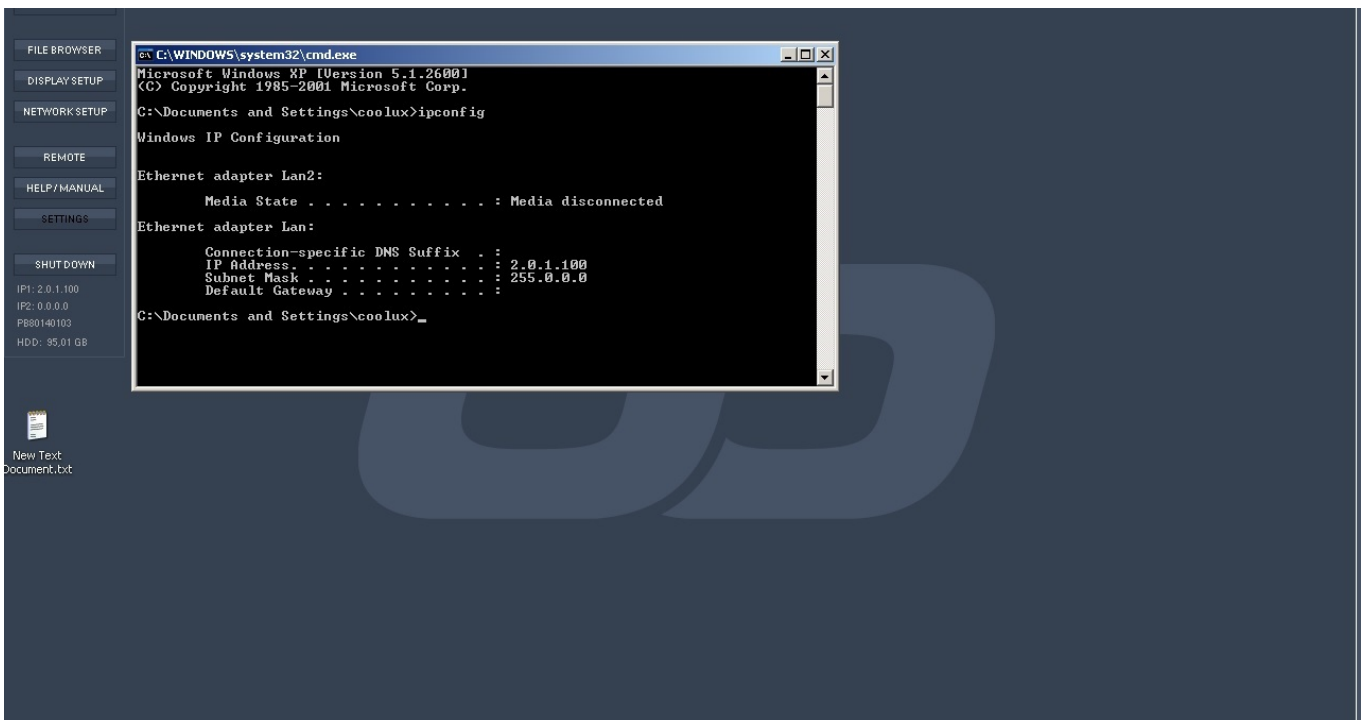 FILE BROWSER
DISPLAY SETUP
NETWORK SETUP
REMOTE
HELP / MANUAL
SETTINGS
SHUT DOWN
IP1: 2.0.1.100
IP2: 0.0.0.0
PB80140103
HDD: 95,01 GB
New Text
Document.txt
C:\WINDOWS\system32\cmd.exe
Microsoft Windows XP [Version 5.1.2600]
(C) Copyright 1985-2001 Microsoft Corp.
C:\Documents and Settings\coolux>ipconfig
Windows IP Configuration
Ethernet adapter Lan2:
Media State . . . . . . . . . . . : Media disconnected
Ethernet adapter Lan:
Connection-specific DNS Suffix  . :
IP Address. . . . . . . . . . . . : 2.0.1.100
Subnet Mask . . . . . . . . . . . : 255.0.0.0
Default Gateway . . . . . . . . . :
C:\Documents and Settings\coolux>_